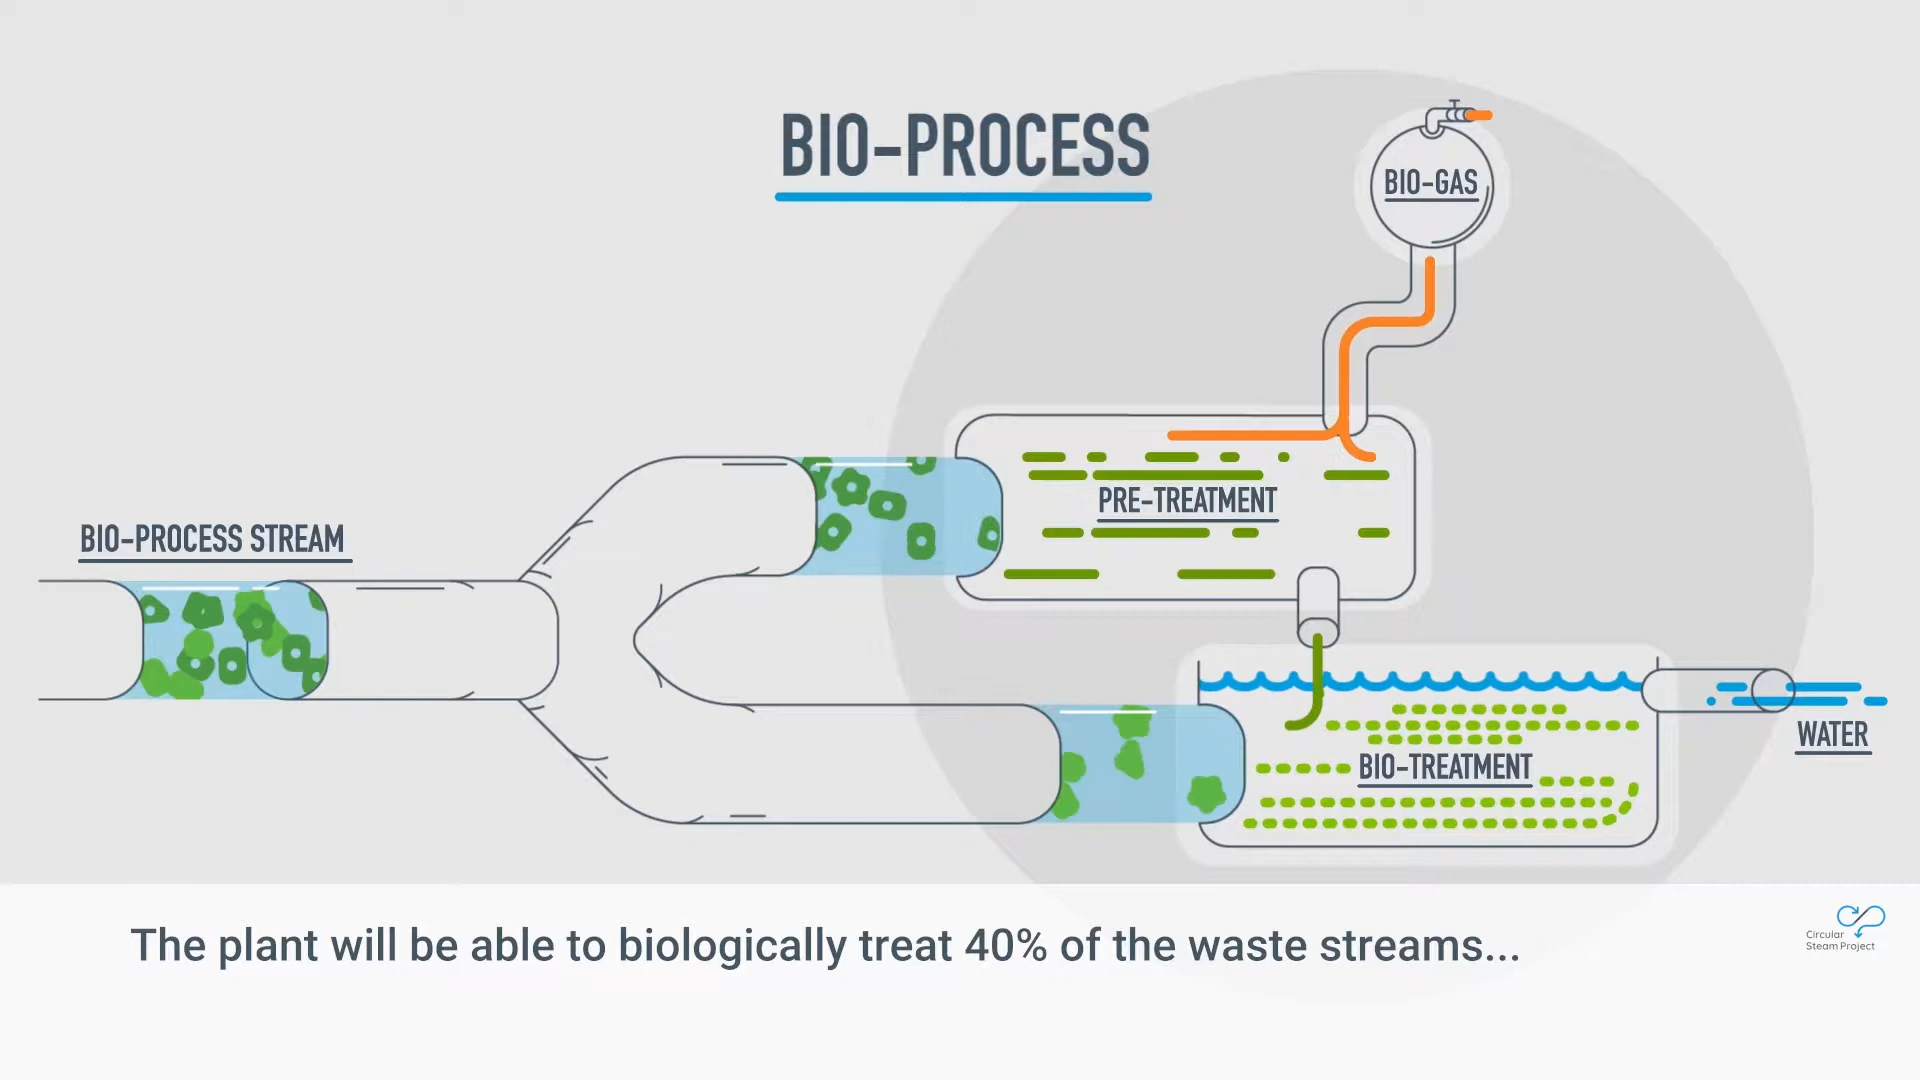 BIO-PROCESS
BIO-GAS
PRE-TREATMENT
BIO-PROCESS STREAM
WATER
BIO-TREATMENT
The plant will be able to biologically treat 40% of the waste streams...
Circular
Steam Project